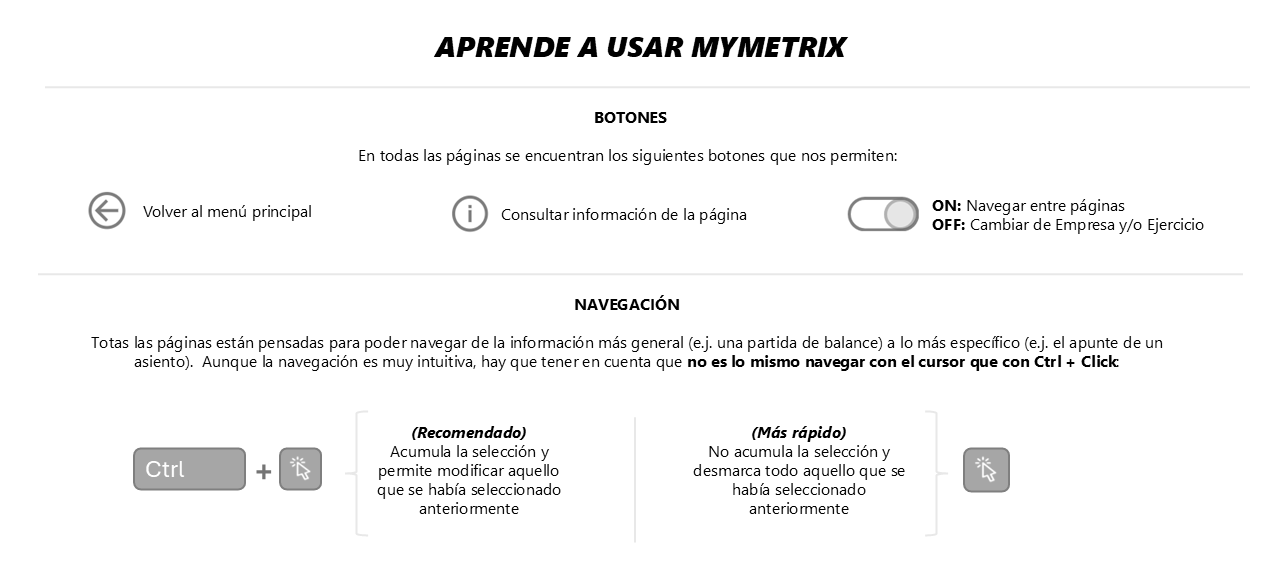 APRENDE A USAR MYMETRIX
BOTONES
En todas las páginas se encuentran los siguientes botones que nos permiten:
Volver al menú principal
i
Consultar información de la página
ON: Navegar entre páginas
OFF: Cambiar de Empresa y/o Ejercicio
NAVEGACIÓN
Totas las páginas están pensadas para poder navegar de la información más general (e.j. una partida de balance) a lo más específico (e.j. el apunte de un
asiento).  Aunque la navegación es muy intuitiva, hay que tener en cuenta que no es lo mismo navegar con el cursor que con Ctrl + Click:
Ctrl
+
(Recomendado)
Acumula la selección y
permite modificar aquello
que se había seleccionado
anteriormente
(Más rápido)
No acumula la selección y
desmarca todo aquello que se
había seleccionado
anteriormente